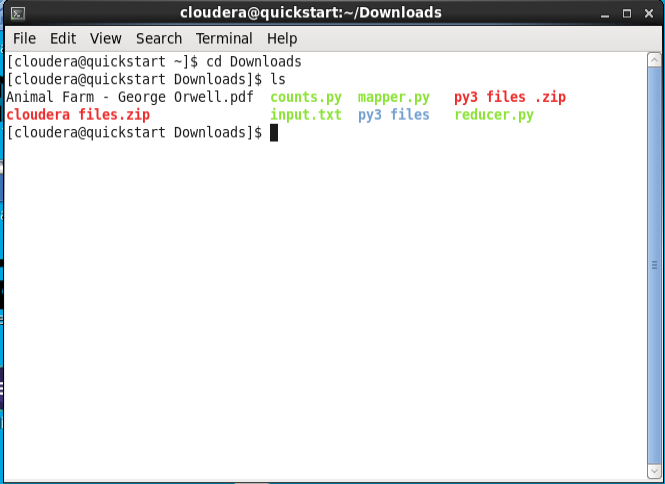 cloudera@quickstart:~/Downloads
File Edit View Search Terminal Help
[cloudera@quickstart ~]$ cd Downloads
[cloudera@quickstart Downloads]$ ls
Animal Farm - George Orwell.pdf  counts.py  mapper.py   py3 files .zip
cloudera files.zip               input.txt  py3 files   reducer.py
[cloudera@quickstart Downloads]$